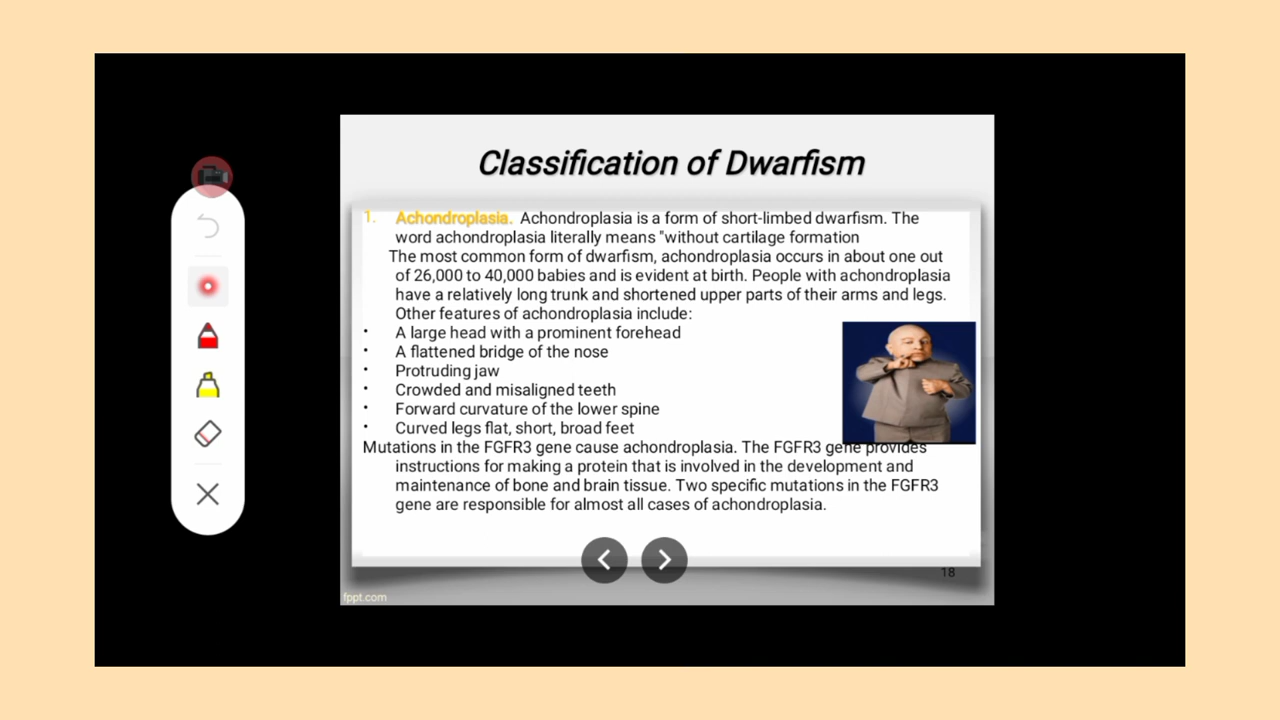 Classification of Dwarfism
1. Achondroplasia. Achondroplasia is a form of short-limbed dwarfism. The
word achondroplasia literally means "without cartilage formation
The most common form of dwarfism, achondroplasia occurs in about one out
of 26,000 to 40,000 babies and is evident at birth. People with achondroplasia
have a relatively long trunk and shortened upper parts of their arms and legs.
Other features of achondroplasia include:
• A large head with a prominent forehead
• A flattened bridge of the nose
• Protruding jaw
• Crowded and misaligned teeth
• Forward curvature of the lower spine
• Curved legs flat, short, broad feet
Mutations in the FGFR3 gene cause achondroplasia. The FGFR3 gene provides
instructions for making a protein that is involved in the development and
maintenance of bone and brain tissue. Two specific mutations in the FGFR3
gene are responsible for almost all cases of achondroplasia.
18
fppt.com